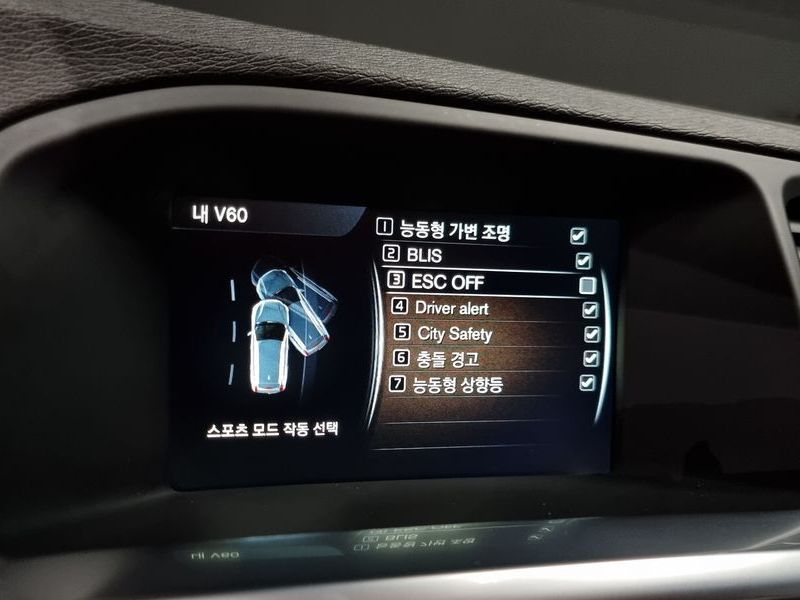 내 V60
1 능동형 가변 조명
2 BLIS
3 ESC OFF
4 Driver alert
5 City Safety
6 충돌 경고
7 능동형 상향등
스포츠 모드 작동 선택